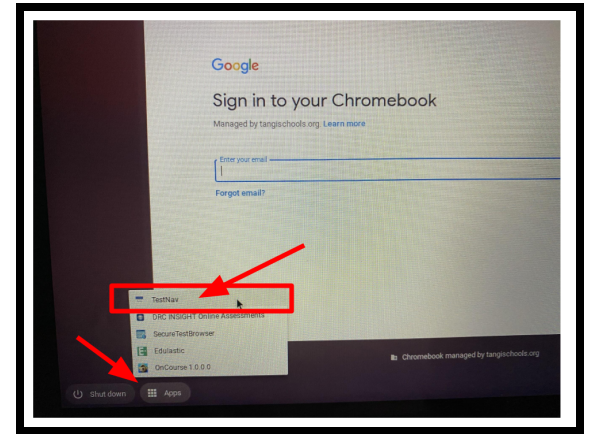 Google
Sign in to your Chromebook
Managed by tangischools.org. Learn more
Enter your email
Forgot email?
TestNav
DRC INSIGHT Online Assessments
SecureTestBrowser
Edulastic
OnCourse 1.0.0.0
Chromebook managed by tangischools.org
Shut down
Apps